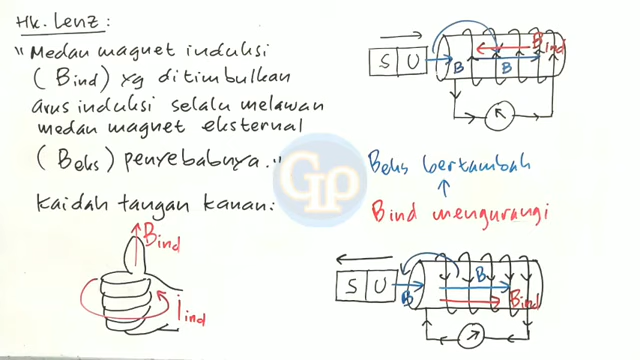 Hk. Lenz:
"Medan magnet induksi
(Bind) yg ditimbulkan
arus induksi selalu melawan
medan magnet eksternal
(Beks) penyebabnya."
Kaidah tangan kanan:
Bind
Iind
S U
B B Bind
Beks bertambah
Bind mengurangi
S U
B B Bind
GIP